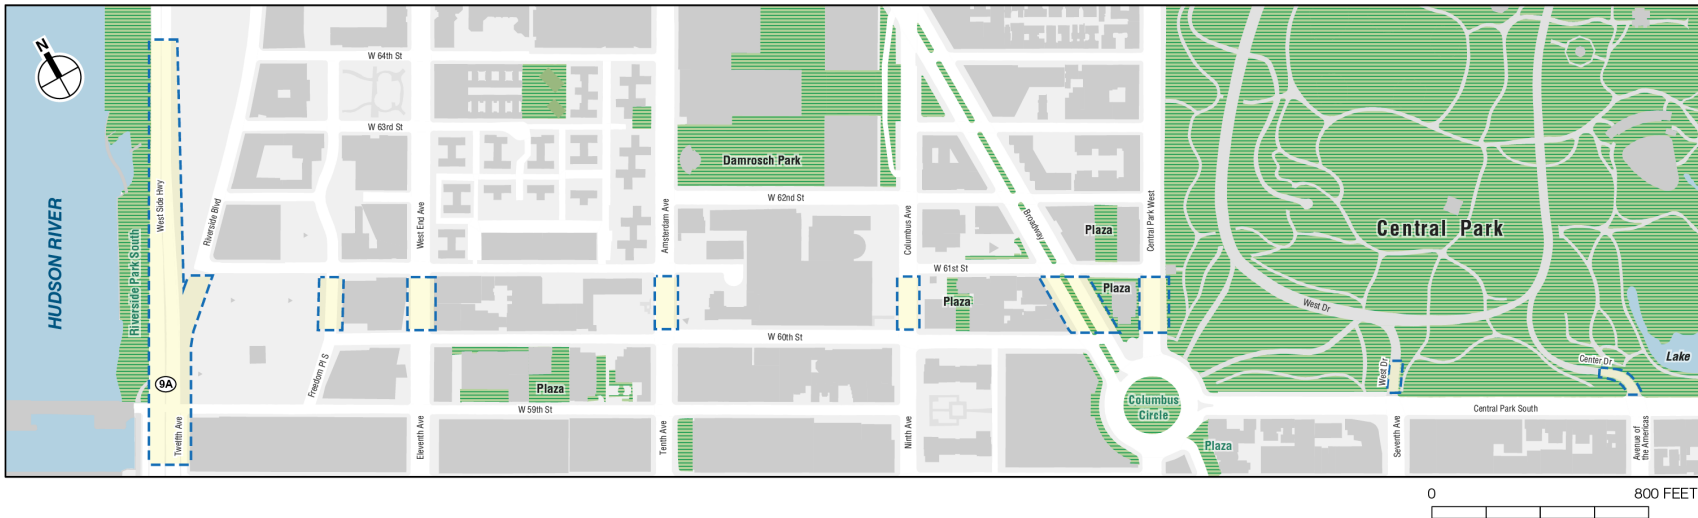 N
HUDSON RIVER
Riverside Park South
West Side Hwy
9A
Twelfth Ave
Riverside Blvd
Freedom Pl S
W 64th St
W 63rd St
West End Ave
Eleventh Ave
Amsterdam Ave
Tenth Ave
Damrosch Park
W 62nd St
W 61st St
W 60th St
W 59th St
Plaza
Columbus Ave
Ninth Ave
Plaza
Broadway
Plaza
Plaza
Central Park West
Columbus
Circle
Plaza
Central Park
West Dr
West Dr
Center Dr
Lake
Central Park South
Seventh Ave
Avenue of
the Americas
0
800 FEET